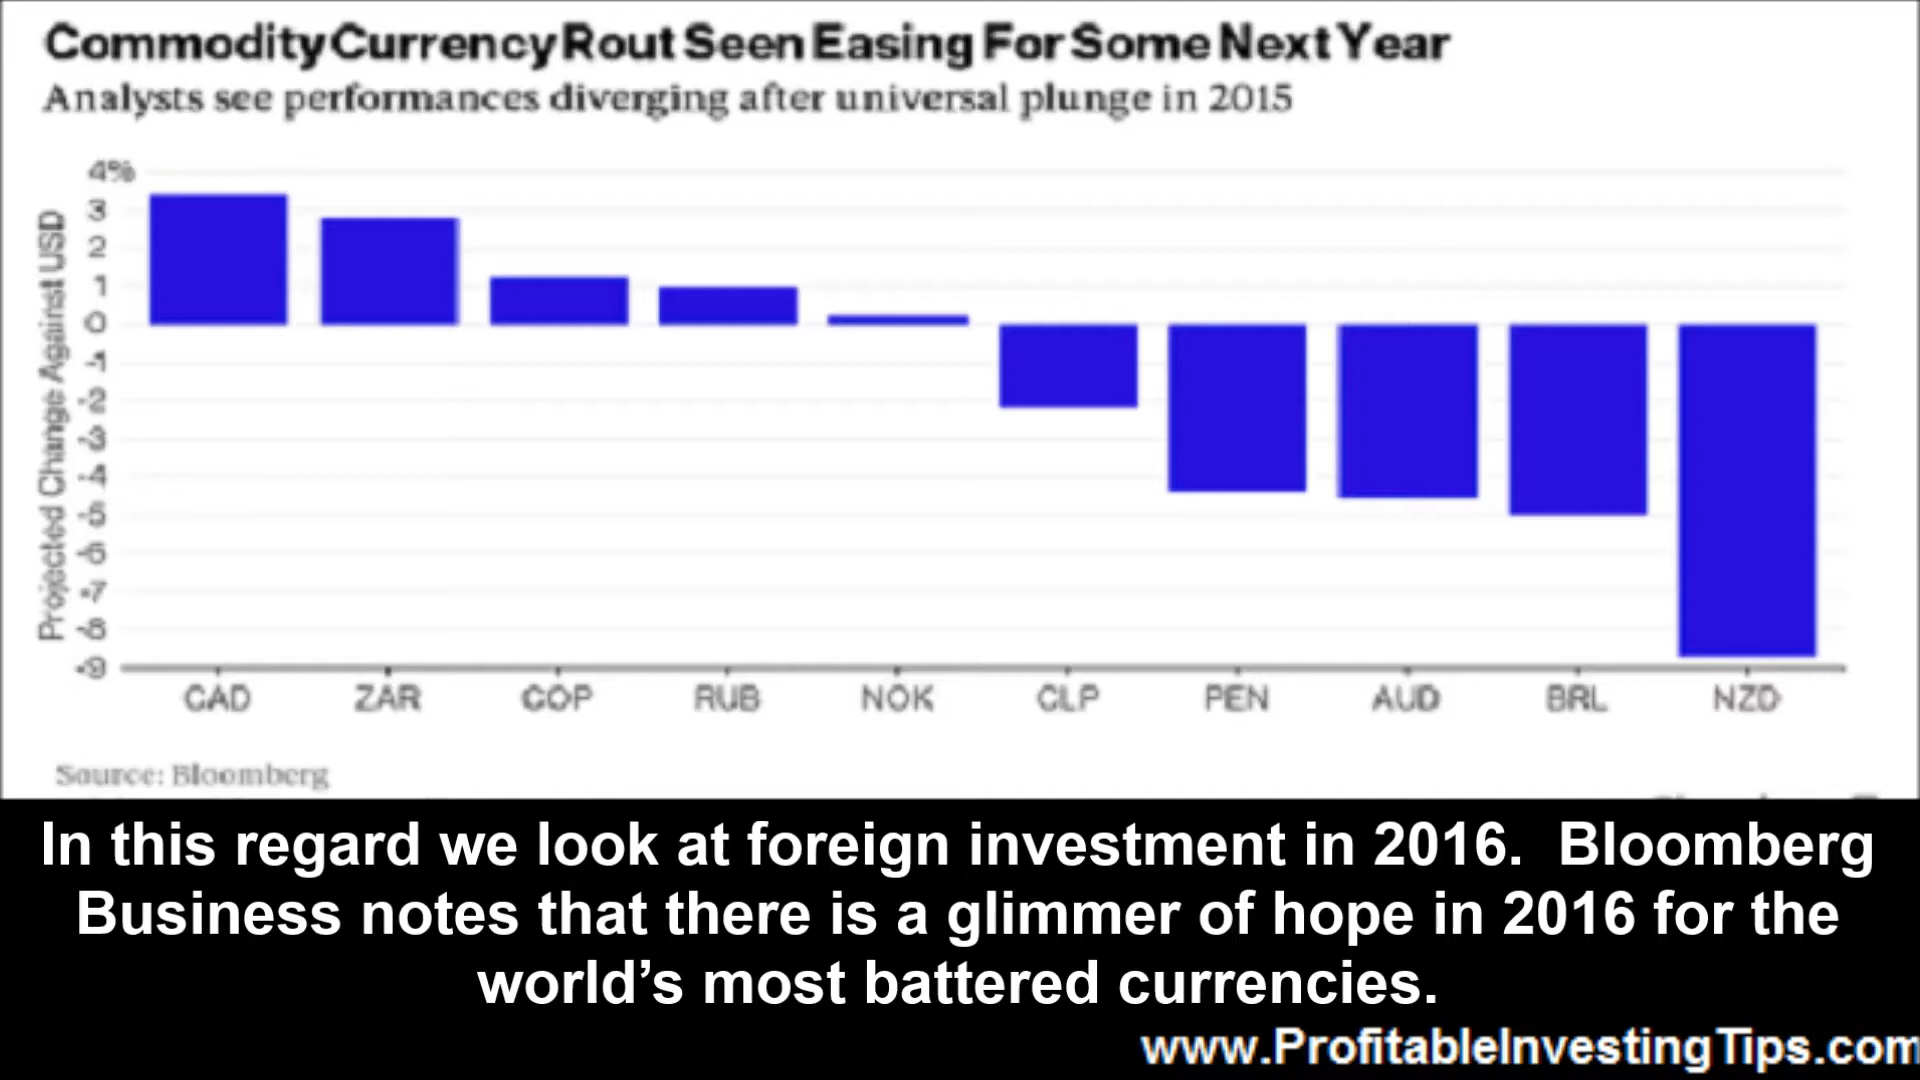 Commodity Currency Rout Seen Easing For Some Next Year
Analysts see performances diverging after universal plunge in 2015
Projected Change Against USD
4%
3
2
1
0
-1
-2
-3
-4
-5
-6
-7
-8
-9
CAD ZAR COP RUB NOK CLP PEN AUD BRL NZD
Source: Bloomberg
In this regard we look at foreign investment in 2016.  Bloomberg
Business notes that there is a glimmer of hope in 2016 for the
world’s most battered currencies.
www.ProfitableInvestingTips.com